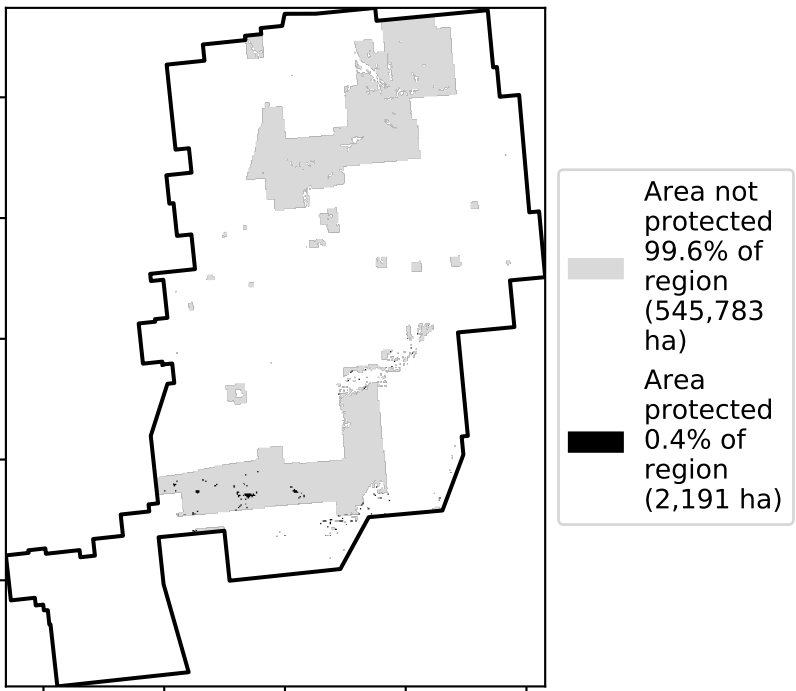 Area not
protected
99.6% of
region
(545,783
ha)
Area
protected
0.4% of
region
(2,191 ha)